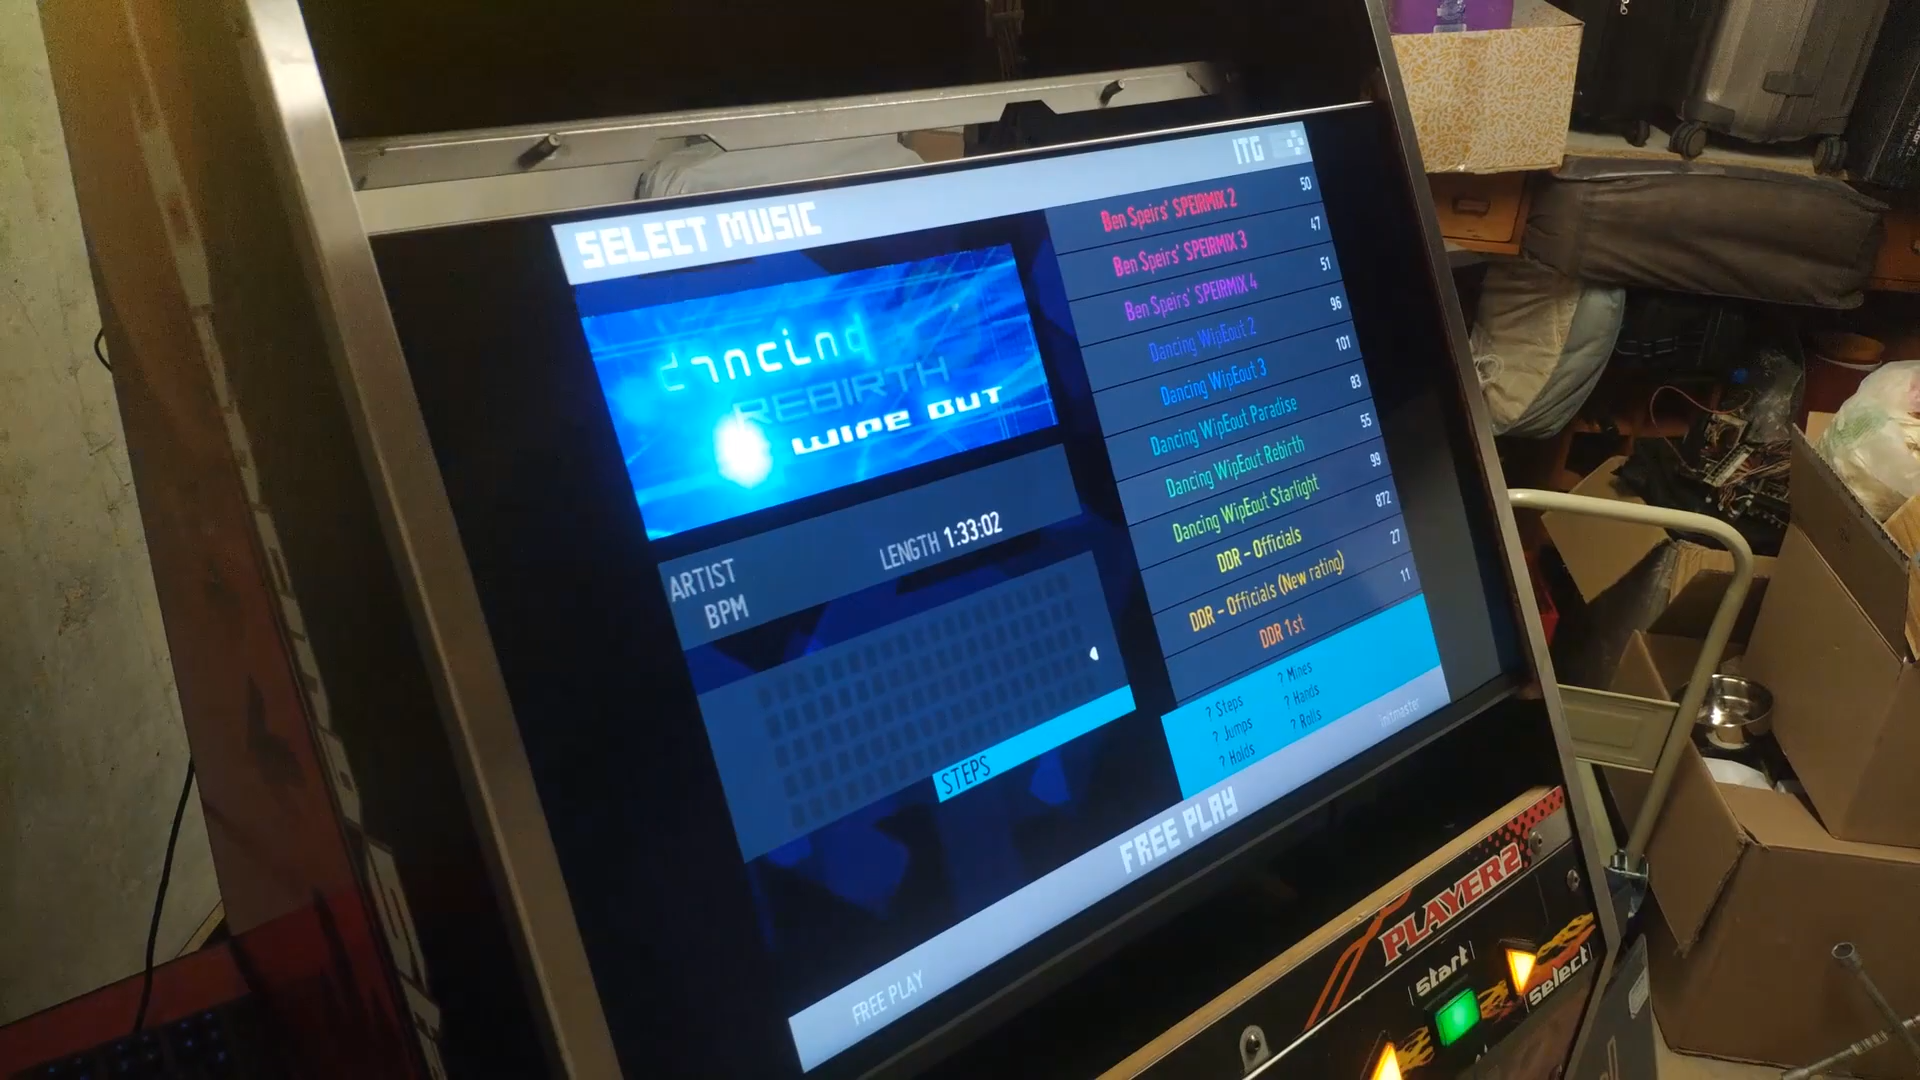 SELECT MUSIC
ITG
dancing
REBIRTH
WIPE OUT
ARTIST
LENGTH 1:33:02
BPM
STEPS
Ben Speirs' SPEIRMIX 2 50
Ben Speirs' SPEIRMIX 3 47
Ben Speirs' SPEIRMIX 4 51
Dancing WipEout 2 96
Dancing WipEout 3 101
Dancing WipEout Paradise 83
Dancing WipEout Rebirth 55
Dancing WipEout Starlight 99
DDR - Officials 872
DDR - Officials (New rating) 27
DDR 1st 11
? Steps ? Mines
? Jumps ? Hands
? Holds ? Rolls
initmaster
FREE PLAY
FREE PLAY
PLAYER2
start
select